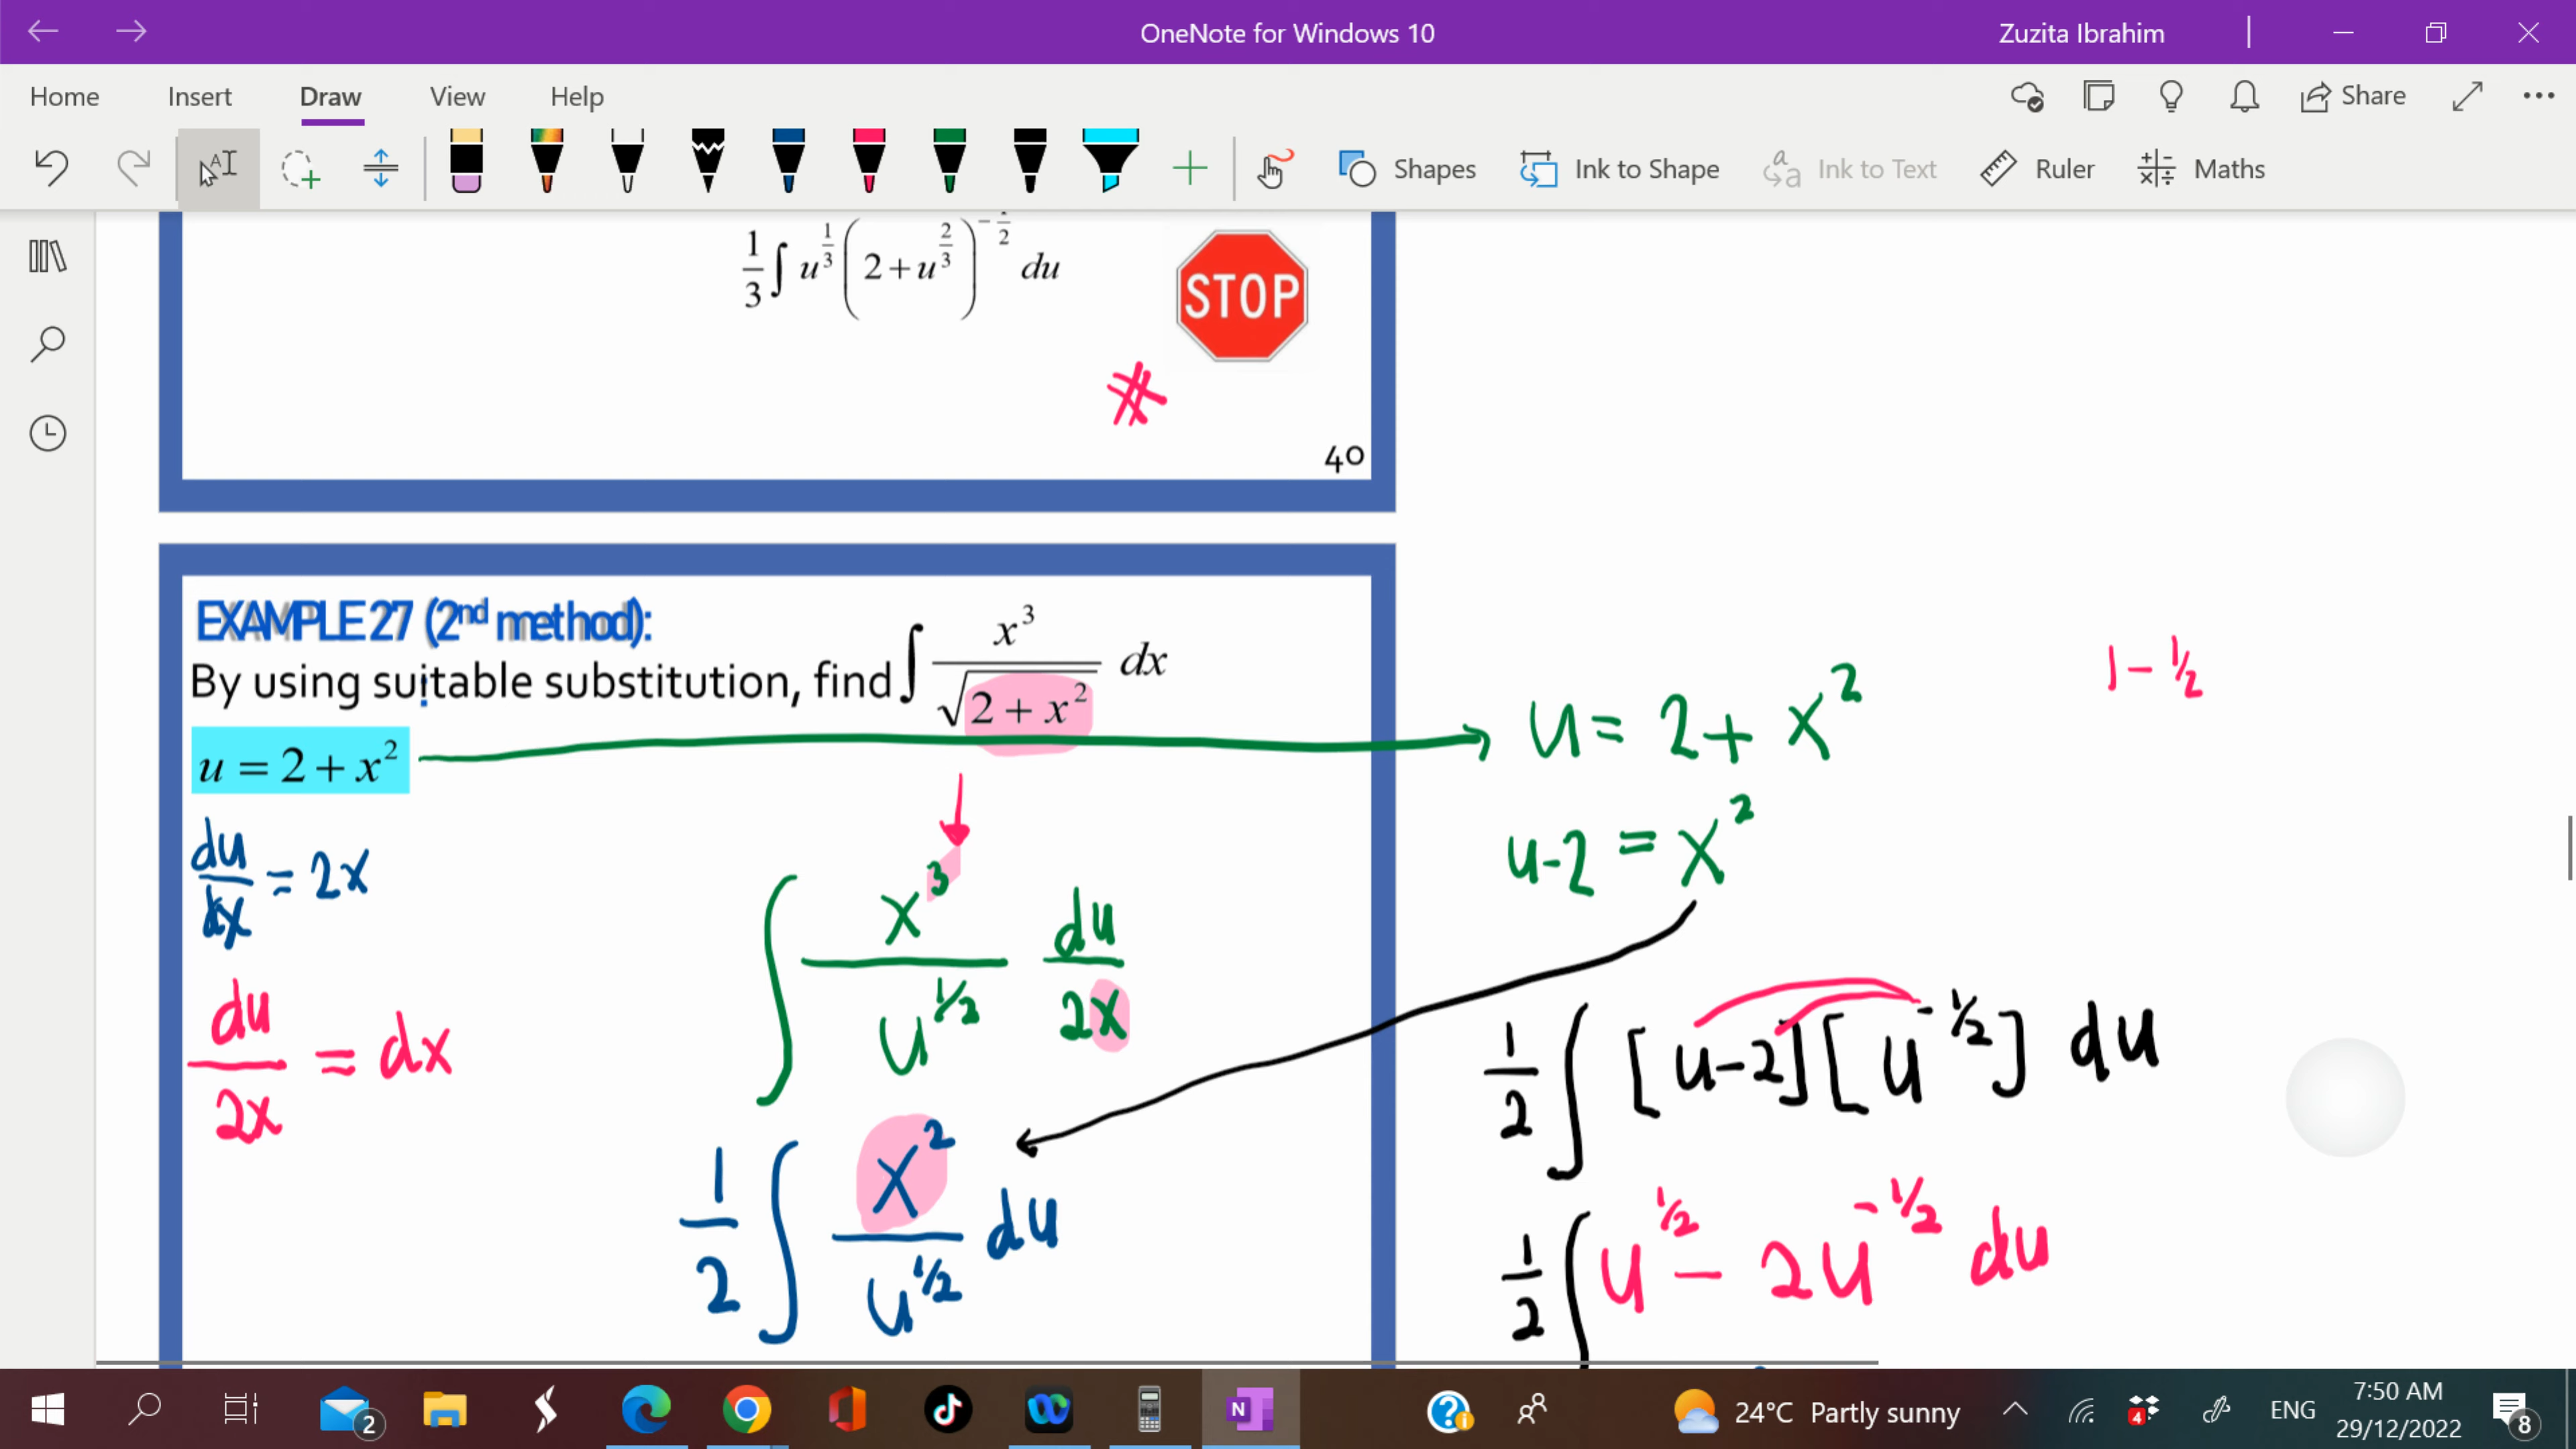 OneNote for Windows 10
Zuzita Ibrahim
Home Insert Draw View Help
Share
Shapes Ink to Shape Ink to Text Ruler Maths
1/3 ∫ u^(1/3) (2 + u^(2/3))^(-1/2) du
STOP
#
40
EXAMPLE 27 (2nd method):
By using suitable substitution, find ∫ x³/√(2 + x²) dx
u = 2 + x²
u = 2 + x²
1 - 1/2
du/dx = 2x
u - 2 = x²
∫ x³/u^(1/2) du/2x
du/2x = dx
1/2 ∫ [u-2][u^(-1/2)] du
1/2 ∫ x²/u^(1/2) du
1/2 ∫ u^(1/2) - 2u^(-1/2) du
2
24°C Partly sunny
4
ENG
7:50 AM
29/12/2022
8